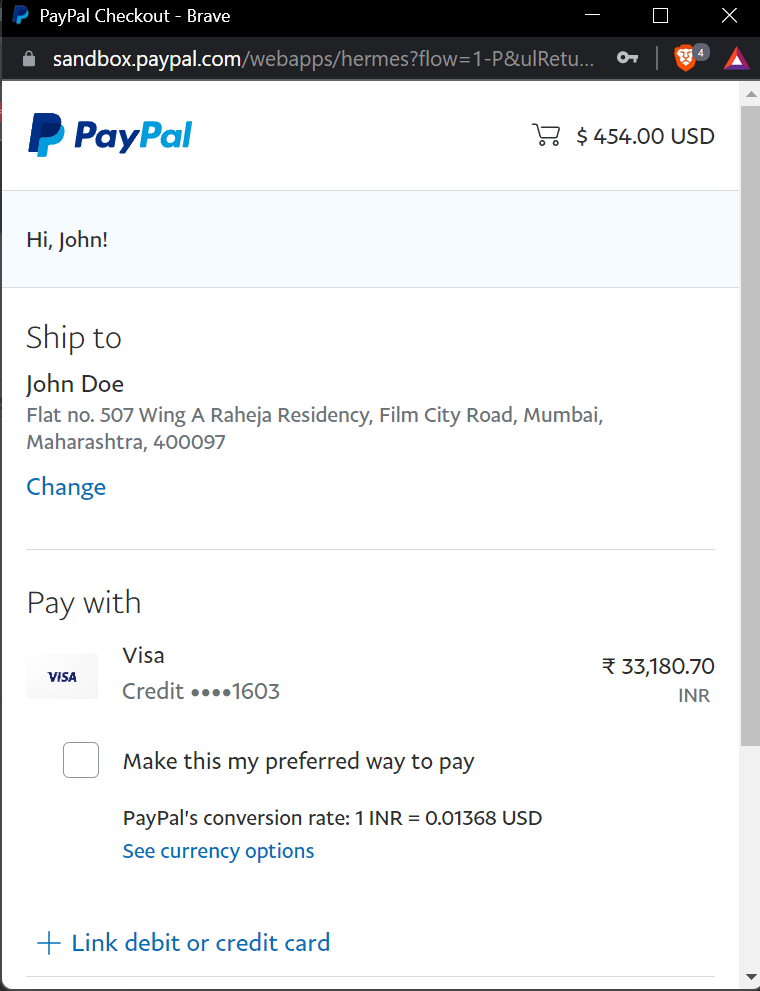 PayPal Checkout - Brave
sandbox.paypal.com/webapps/hermes?flow=1-P&ulRetu...
4
PayPal
$ 454.00 USD
Hi, John!
Ship to
John Doe
Flat no. 507 Wing A Raheja Residency, Film City Road, Mumbai,
Maharashtra, 400097
Change
Pay with
VISA
Visa
Credit ••••1603
₹ 33,180.70
INR
Make this my preferred way to pay
PayPal's conversion rate: 1 INR = 0.01368 USD
See currency options
Link debit or credit card